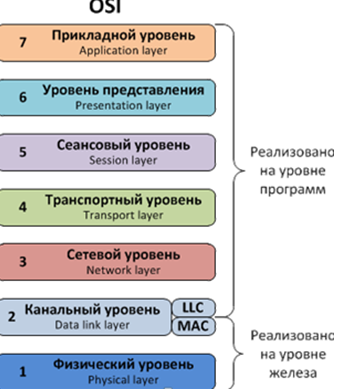 OSI
7 Прикладной уровень
Application layer
6 Уровень представления
Presentation layer
5 Сеансовый уровень
Session layer
Реализовано
на уровне
программ
4 Транспортный уровень
Transport layer
3 Сетевой уровень
Network layer
2 Канальный уровень
Data link layer
LLC
MAC
Реализовано
на уровне
железа
1 Физический уровень
Physical layer